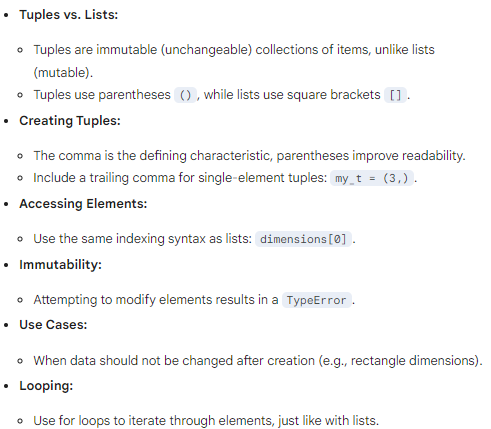 Tuples vs. Lists:
Tuples are immutable (unchangeable) collections of items, unlike lists
(mutable).
Tuples use parentheses (), while lists use square brackets [].
Creating Tuples:
The comma is the defining characteristic, parentheses improve readability.
Include a trailing comma for single-element tuples: my_t = (3,).
Accessing Elements:
Use the same indexing syntax as lists: dimensions[0].
Immutability:
Attempting to modify elements results in a TypeError.
Use Cases:
When data should not be changed after creation (e.g., rectangle dimensions).
Looping:
Use for loops to iterate through elements, just like with lists.